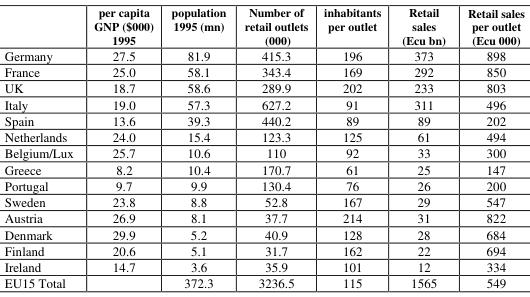 per capita GNP ($000) 1995 | population 1995 (mn) | Number of retail outlets (000) | inhabitants per outlet | Retail sales (Ecu bn) | Retail sales per outlet (Ecu 000)
Germany 27.5 81.9 415.3 196 373 898
France 25.0 58.1 343.4 169 292 850
UK 18.7 58.6 289.9 202 233 803
Italy 19.0 57.3 627.2 91 311 496
Spain 13.6 39.3 440.2 89 89 202
Netherlands 24.0 15.4 123.3 125 61 494
Belgium/Lux 25.7 10.6 110 92 33 300
Greece 8.2 10.4 170.7 61 25 147
Portugal 9.7 9.9 130.4 76 26 200
Sweden 23.8 8.8 52.8 167 29 547
Austria 26.9 8.1 37.7 214 31 822
Denmark 29.9 5.2 40.9 128 28 684
Finland 20.6 5.1 31.7 162 22 694
Ireland 14.7 3.6 35.9 101 12 334
EU15 Total 372.3 3236.5 115 1565 549